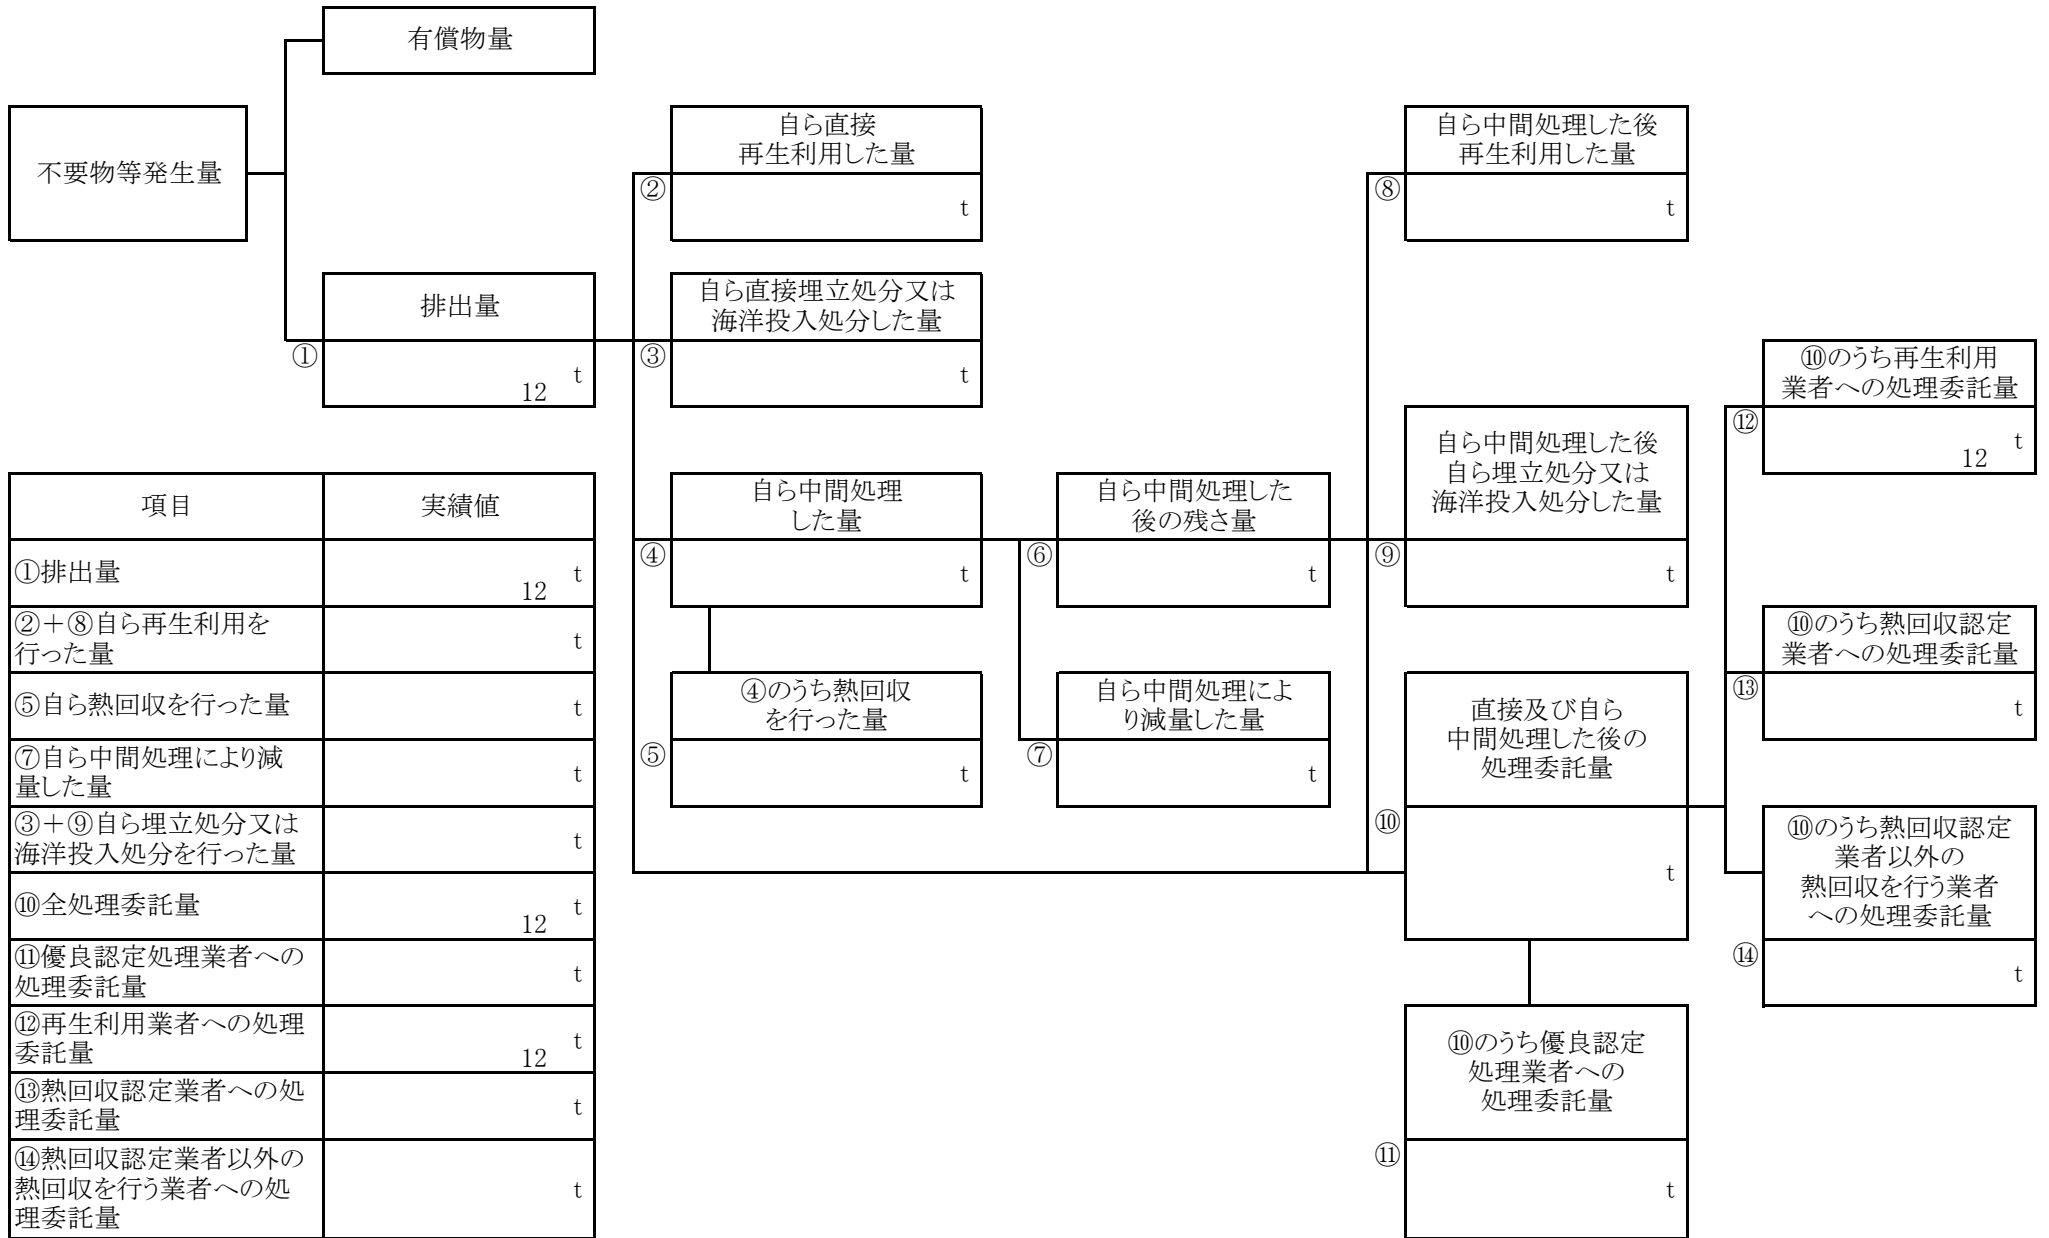 有償物量
不要物等発生量
排出量
①
t
12
自ら直接
再生利用した量
②
t
自ら直接埋立処分又は
海洋投入処分した量
③
t
自ら中間処理
した量
④
t
④のうち熱回収
を行った量
⑤
t
自ら中間処理した
後の残さ量
⑥
t
自ら中間処理によ
り減量した量
⑦
t
自ら中間処理した後
再生利用した量
⑧
t
自ら中間処理した後
自ら埋立処分又は
海洋投入処分した量
⑨
t
直接及び自ら
中間処理した後の
処理委託量
⑩
t
⑩のうち優良認定
処理業者への
処理委託量
⑪
t
⑩のうち再生利用
業者への処理委託量
⑫
t
12
⑩のうち熱回収認定
業者への処理委託量
⑬
t
⑩のうち熱回収認定
業者以外の
熱回収を行う業者
への処理委託量
⑭
t
項目 実績値
①排出量 12 t
②＋⑧自ら再生利用を
行った量 t
⑤自ら熱回収を行った量 t
⑦自ら中間処理により減
量した量 t
③＋⑨自ら埋立処分又は
海洋投入処分を行った量 t
⑩全処理委託量 12 t
⑪優良認定処理業者への
処理委託量 t
⑫再生利用業者への処理
委託量 12 t
⑬熱回収認定業者への処
理委託量 t
⑭熱回収認定業者以外の
熱回収を行う業者への処 t
理委託量